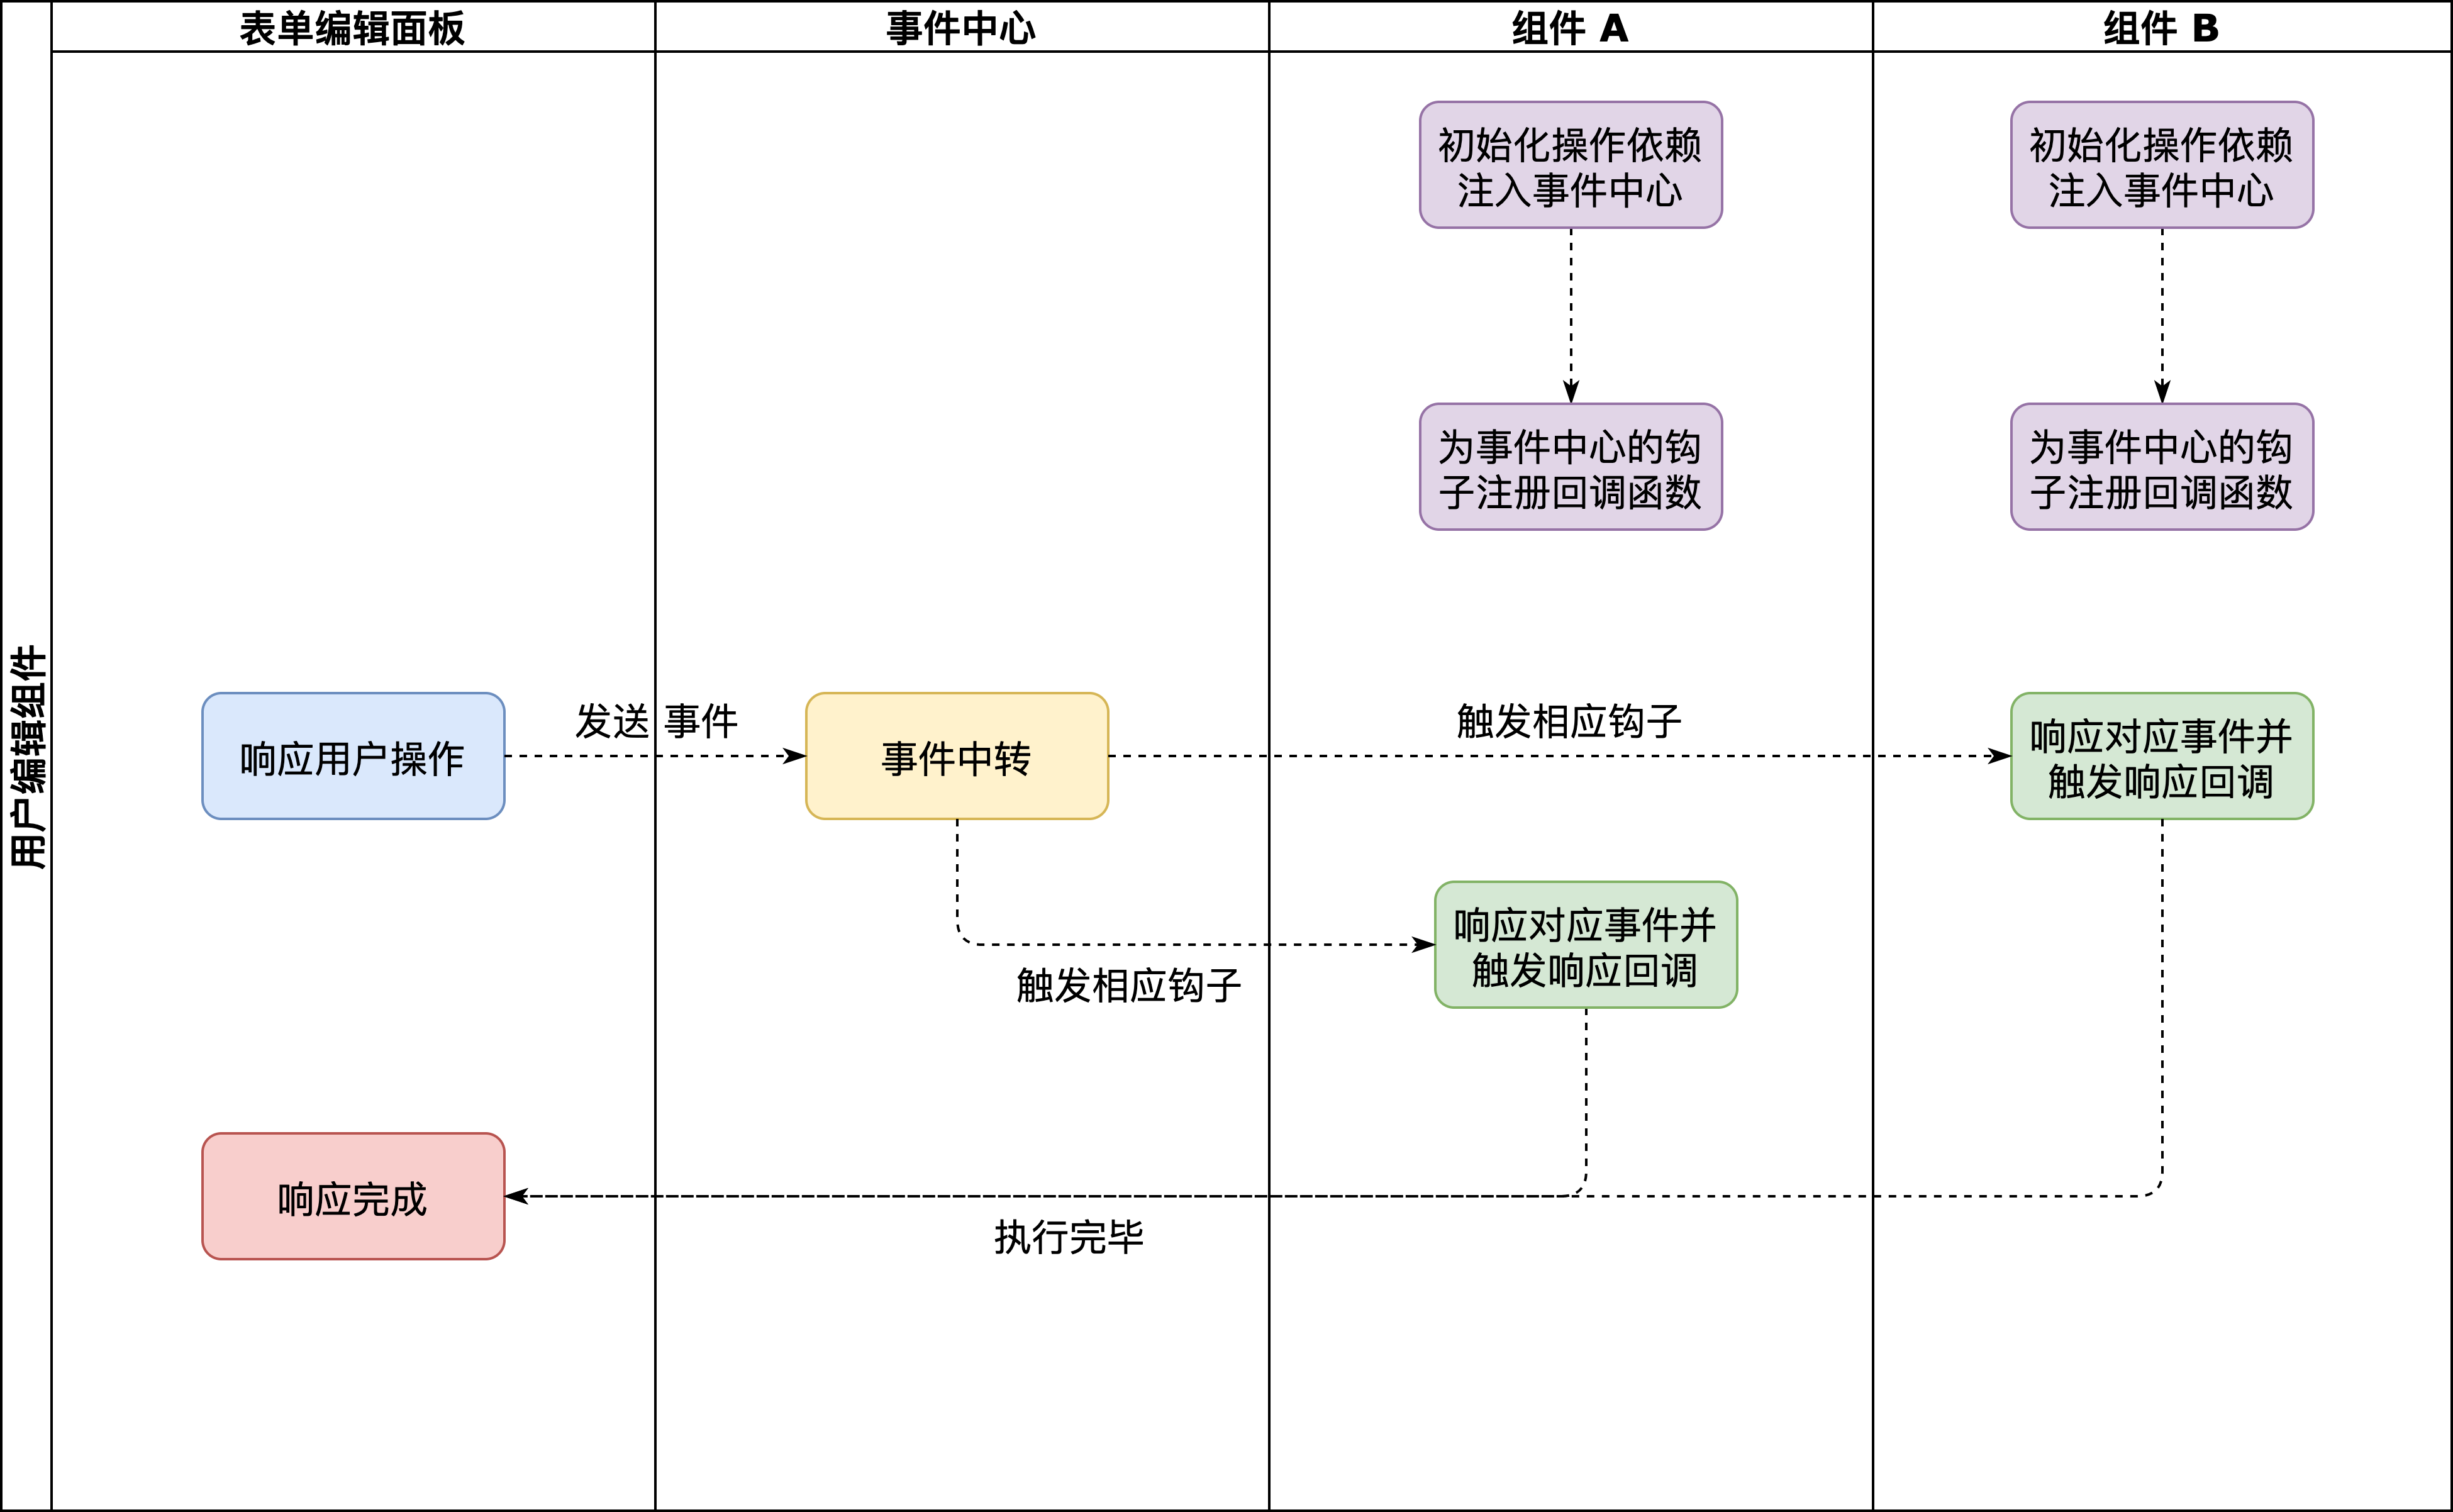 表单编辑面板
事件中心
组件 A
组件 B
用户编辑组件
初始化操作依赖
注入事件中心
初始化操作依赖
注入事件中心
为事件中心的钩
子注册回调函数
为事件中心的钩
子注册回调函数
响应用户操作
发送 事件
事件中转
触发相应钩子
响应对应事件并
触发响应回调
触发相应钩子
响应对应事件并
触发响应回调
响应完成
执行完毕